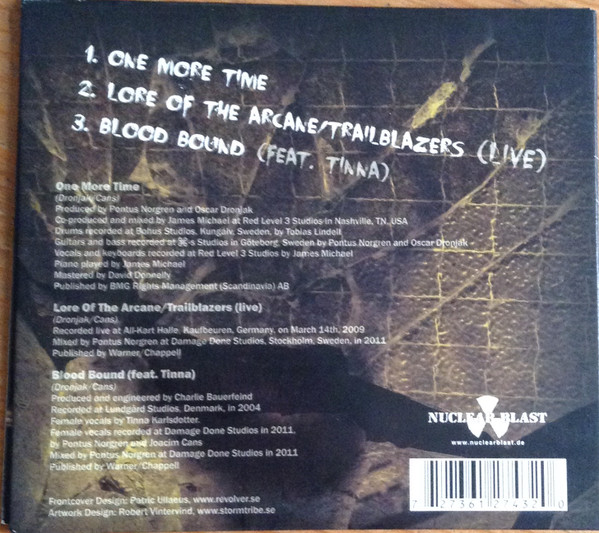 1. ONE MORE TIME
2. LORE OF THE ARCANE/TRAILBLAZERS (LIVE)
3. BLOOD BOUND (FEAT. TINNA)
One More Time
(Dronjak/Cans)
Produced by Pontus Norgren and Oscar Dronjak
Co-produced and mixed by James Michael at Red Level 3 Studios in Nashville, TN, USA
Drums recorded at Bohus Studios, Kungälv, Sweden, by Tobias Lindell
Guitars and bass recorded at ⌘-s Studios in Göteborg, Sweden by Pontus Norgren and Oscar Dronjak
Vocals and keyboards recorded at Red Level 3 Studios by James Michael
Piano played by James Michael
Mastered by David Donnelly
Published by BMG Rights Management (Scandinavia) AB
Lore Of The Arcane/Trailblazers (live)
(Dronjak/Cans)
Recorded live at All-Kart Halle, Kaufbeuren, Germany, on March 14th, 2009
Mixed by Pontus Norgren at Damage Done Studios, Stockholm, Sweden, in 2011
Published by Warner/Chappell
Blood Bound (feat. Tinna)
(Dronjak/Cans)
Produced and engineered by Charlie Bauerfeind
Recorded at Lundgård Studios, Denmark, in 2004
Female vocals by Tinna Karlsdotter
Female vocals recorded at Damage Done Studios in 2011,
by Pontus Norgren and Joacim Cans
Mixed by Pontus Norgren at Damage Done Studios in 2011
Published by Warner/Chappell
NUCLEAR BLAST
www.nuclearblast.de
7 27361 27432 0
Frontcover Design: Patric Ullaeus, www.revolver.se
Artwork Design: Robert Vintervind, www.stormtribe.se